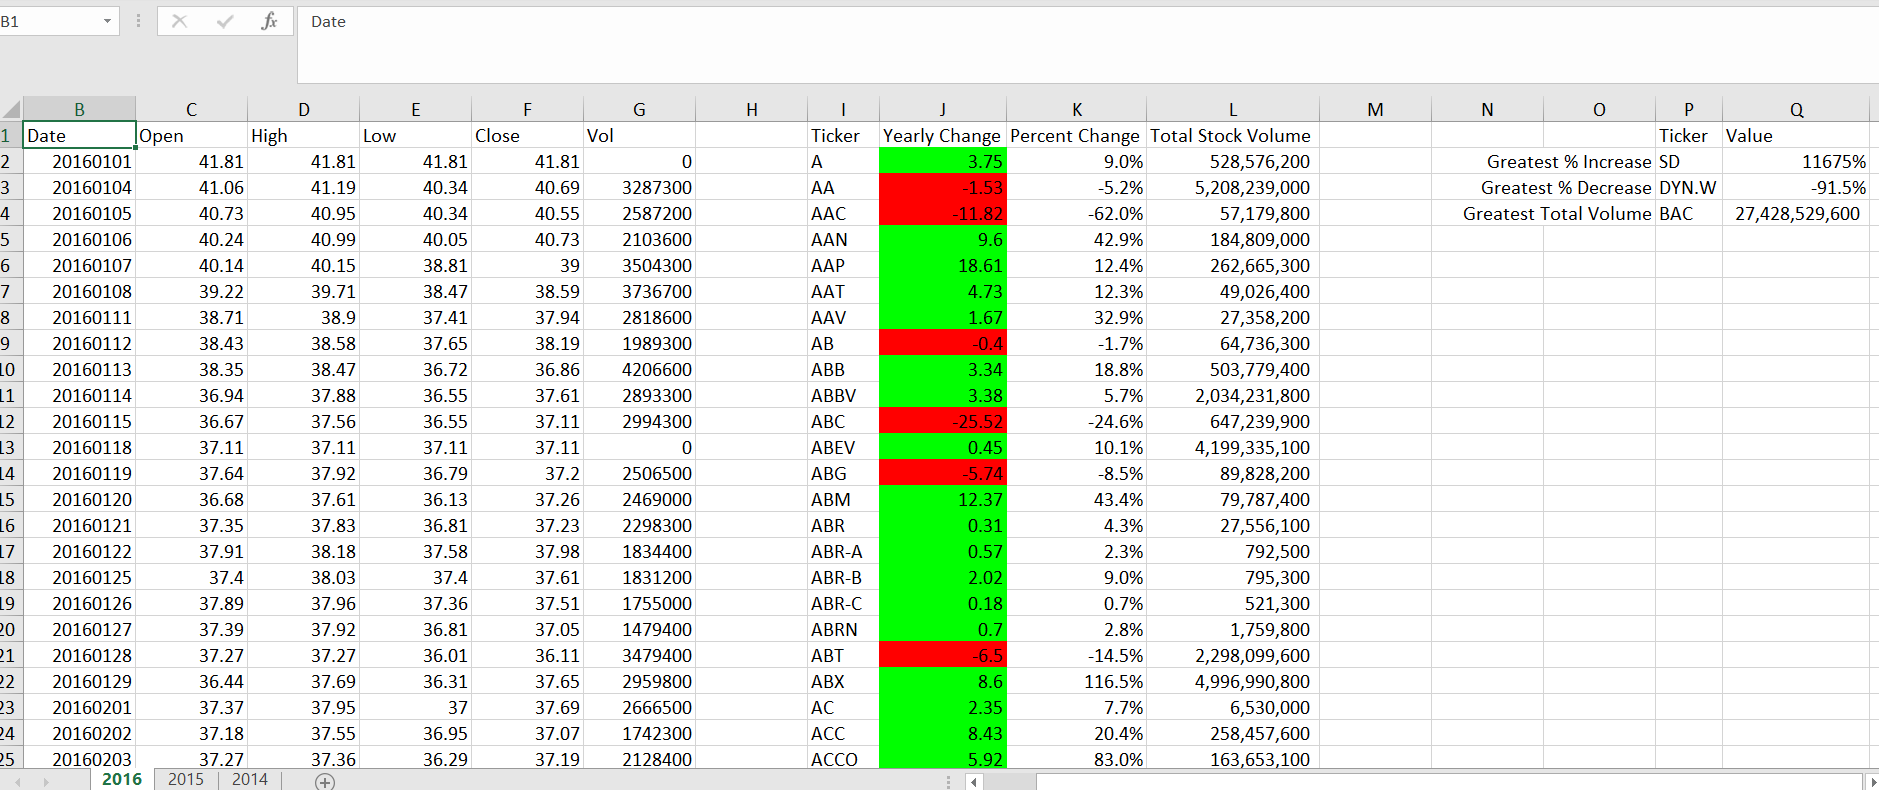 B1 fx Date
B C D E F G H I J K L M N O P Q
1 Date Open High Low Close Vol Ticker Yearly Change Percent Change Total Stock Volume Ticker Value
2 20160101 41.81 41.81 41.81 41.81 0 A 3.75 9.0% 528,576,200 Greatest % Increase SD 11675%
3 20160104 41.06 41.19 40.34 40.69 3287300 AA -1.53 -5.2% 5,208,239,000 Greatest % Decrease DYN.W -91.5%
4 20160105 40.73 40.95 40.34 40.55 2587200 AAC -11.82 -62.0% 57,179,800 Greatest Total Volume BAC 27,428,529,600
5 20160106 40.24 40.99 40.05 40.73 2103600 AAN 9.6 42.9% 184,809,000
6 20160107 40.14 40.15 38.81 39 3504300 AAP 18.61 12.4% 262,665,300
7 20160108 39.22 39.71 38.47 38.59 3736700 AAT 4.73 12.3% 49,026,400
8 20160111 38.71 38.9 37.41 37.94 2818600 AAV 1.67 32.9% 27,358,200
9 20160112 38.43 38.58 37.65 38.19 1989300 AB -0.4 -1.7% 64,736,300
10 20160113 38.35 38.47 36.72 36.86 4206600 ABB 3.34 18.8% 503,779,400
11 20160114 36.94 37.88 36.55 37.61 2893300 ABBV 3.38 5.7% 2,034,231,800
12 20160115 36.67 37.56 36.55 37.11 2994300 ABC -25.52 -24.6% 647,239,900
13 20160118 37.11 37.11 37.11 37.11 0 ABEV 0.45 10.1% 4,199,335,100
14 20160119 37.64 37.92 36.79 37.2 2506500 ABG -5.74 -8.5% 89,828,200
15 20160120 36.68 37.61 36.13 37.26 2469000 ABM 12.37 43.4% 79,787,400
16 20160121 37.35 37.83 36.81 37.23 2298300 ABR 0.31 4.3% 27,556,100
17 20160122 37.91 38.18 37.58 37.98 1834400 ABR-A 0.57 2.3% 792,500
18 20160125 37.4 38.03 37.4 37.61 1831200 ABR-B 2.02 9.0% 795,300
19 20160126 37.89 37.96 37.36 37.51 1755000 ABR-C 0.18 0.7% 521,300
20 20160127 37.39 37.92 36.81 37.05 1479400 ABRN 0.7 2.8% 1,759,800
21 20160128 37.27 37.27 36.01 36.11 3479400 ABT -6.5 -14.5% 2,298,099,600
22 20160129 36.44 37.69 36.31 37.65 2959800 ABX 8.6 116.5% 4,996,990,800
23 20160201 37.37 37.95 37 37.69 2666500 AC 2.35 7.7% 6,530,000
24 20160202 37.18 37.55 36.95 37.07 1742300 ACC 8.43 20.4% 258,457,600
25 20160203 37.27 37.36 36.29 37.19 2128400 ACCO 5.92 83.0% 163,653,100
2016 2015 2014